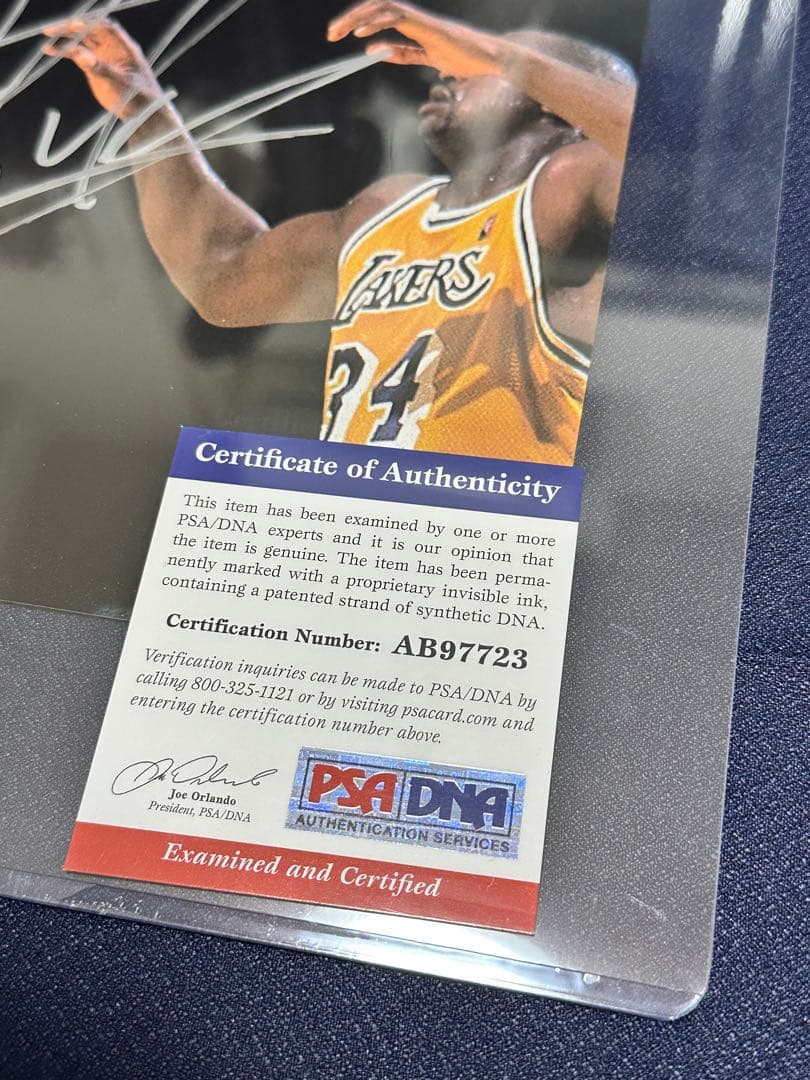 LAKERS
34
Certificate of Authenticity
This item has been examined by one or more
PSA/DNA experts and it is our opinion that
the item is genuine. The item has been perma-
nently marked with a proprietary invisible ink,
containing a patented strand of synthetic DNA.
Certification Number: AB97723
Verification inquiries can be made to PSA/DNA by
calling 800-325-1121 or by visiting psacard.com and
entering the certification number above.
Joe Orlando
President, PSA/DNA
PSA DNA
AUTHENTICATION SERVICES
Examined and Certified